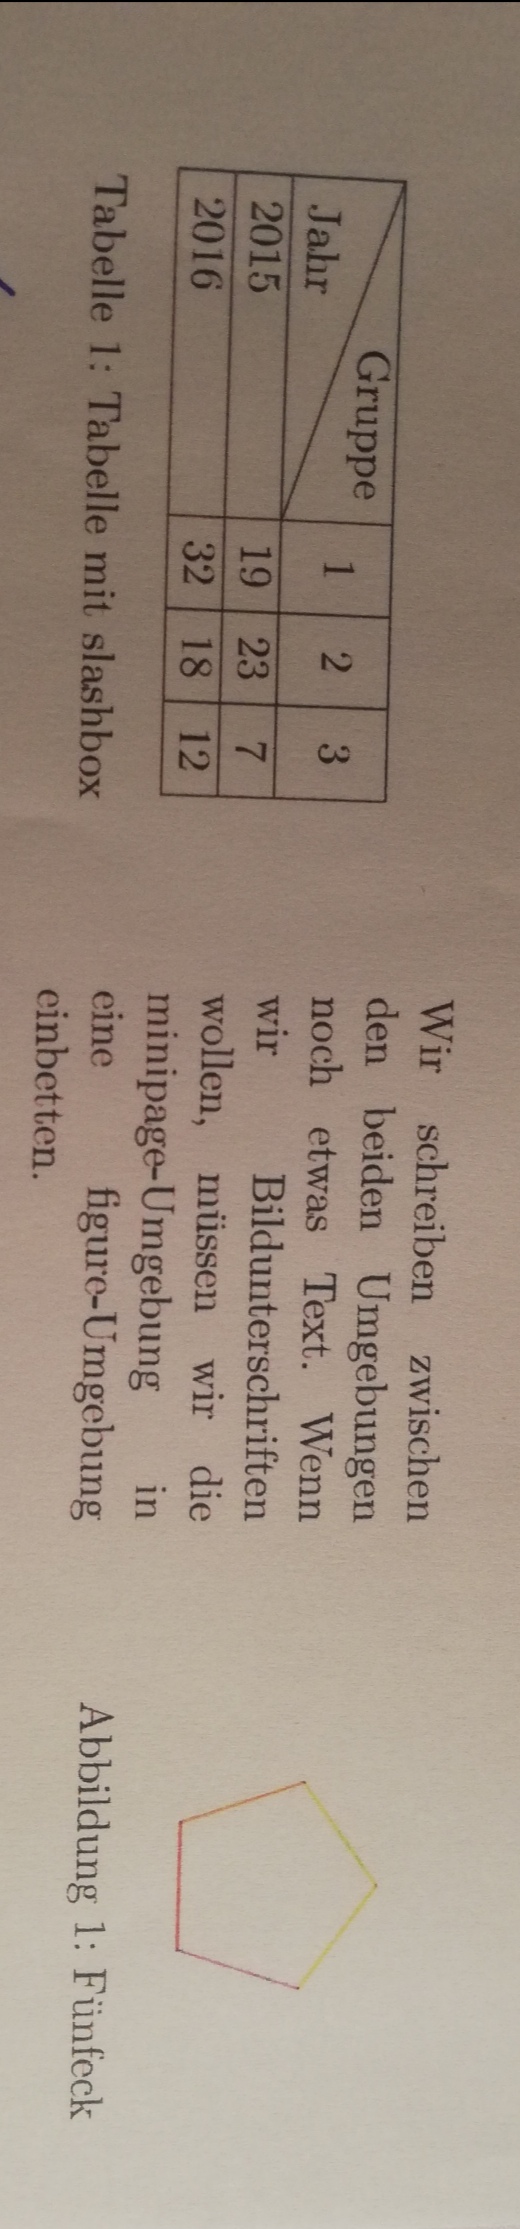 Gruppe 1 2 3
Jahr
2015 19 23 7
2016 32 18 12
Tabelle 1: Tabelle mit slashbox
Wir schreiben zwischen
den beiden Umgebungen
noch etwas Text. Wenn
wir Bildunterschriften
wollen, müssen wir die
minipage-Umgebung in
eine figure-Umgebung
einbetten.
Abbildung 1: Fünfeck